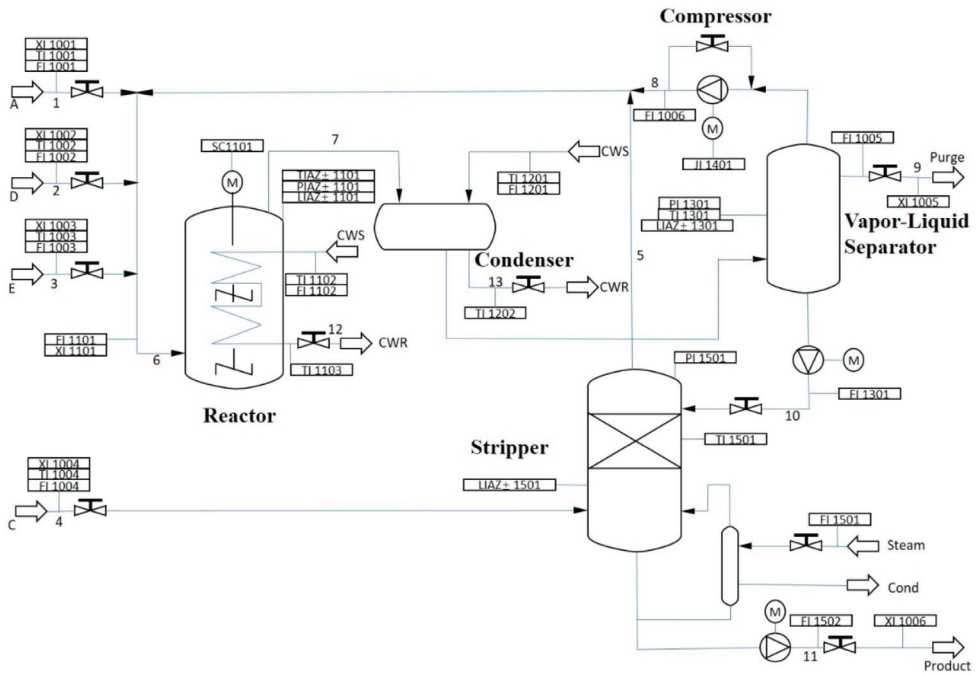 Compressor
XI 1001
TI 1001
FI 1001
A
1
8
FI 1006
M
JI 1401
FI 1005
9
Purge
XI 1005
XI 1002
TI 1002
FI 1002
D
2
SC1101
M
7
TIAZ± 1101
PIAZ± 1101
LIAZ± 1101
CWS
TI 1201
FI 1201
PI 1301
TI 1301
LIAZ± 1301
Vapor-Liquid
Separator
XI 1003
TI 1003
FI 1003
E
3
CWS
TI 1102
FI 1102
Condenser
5
13
CWR
TI 1202
FI 1101
XI 1101
6
12
CWR
TI 1103
Reactor
PI 1501
M
FI 1301
10
Stripper
TI 1501
LIAZ± 1501
XI 1004
TI 1004
FI 1004
C
4
FI 1501
Steam
Cond
M
FI 1502
XI 1006
11
Product